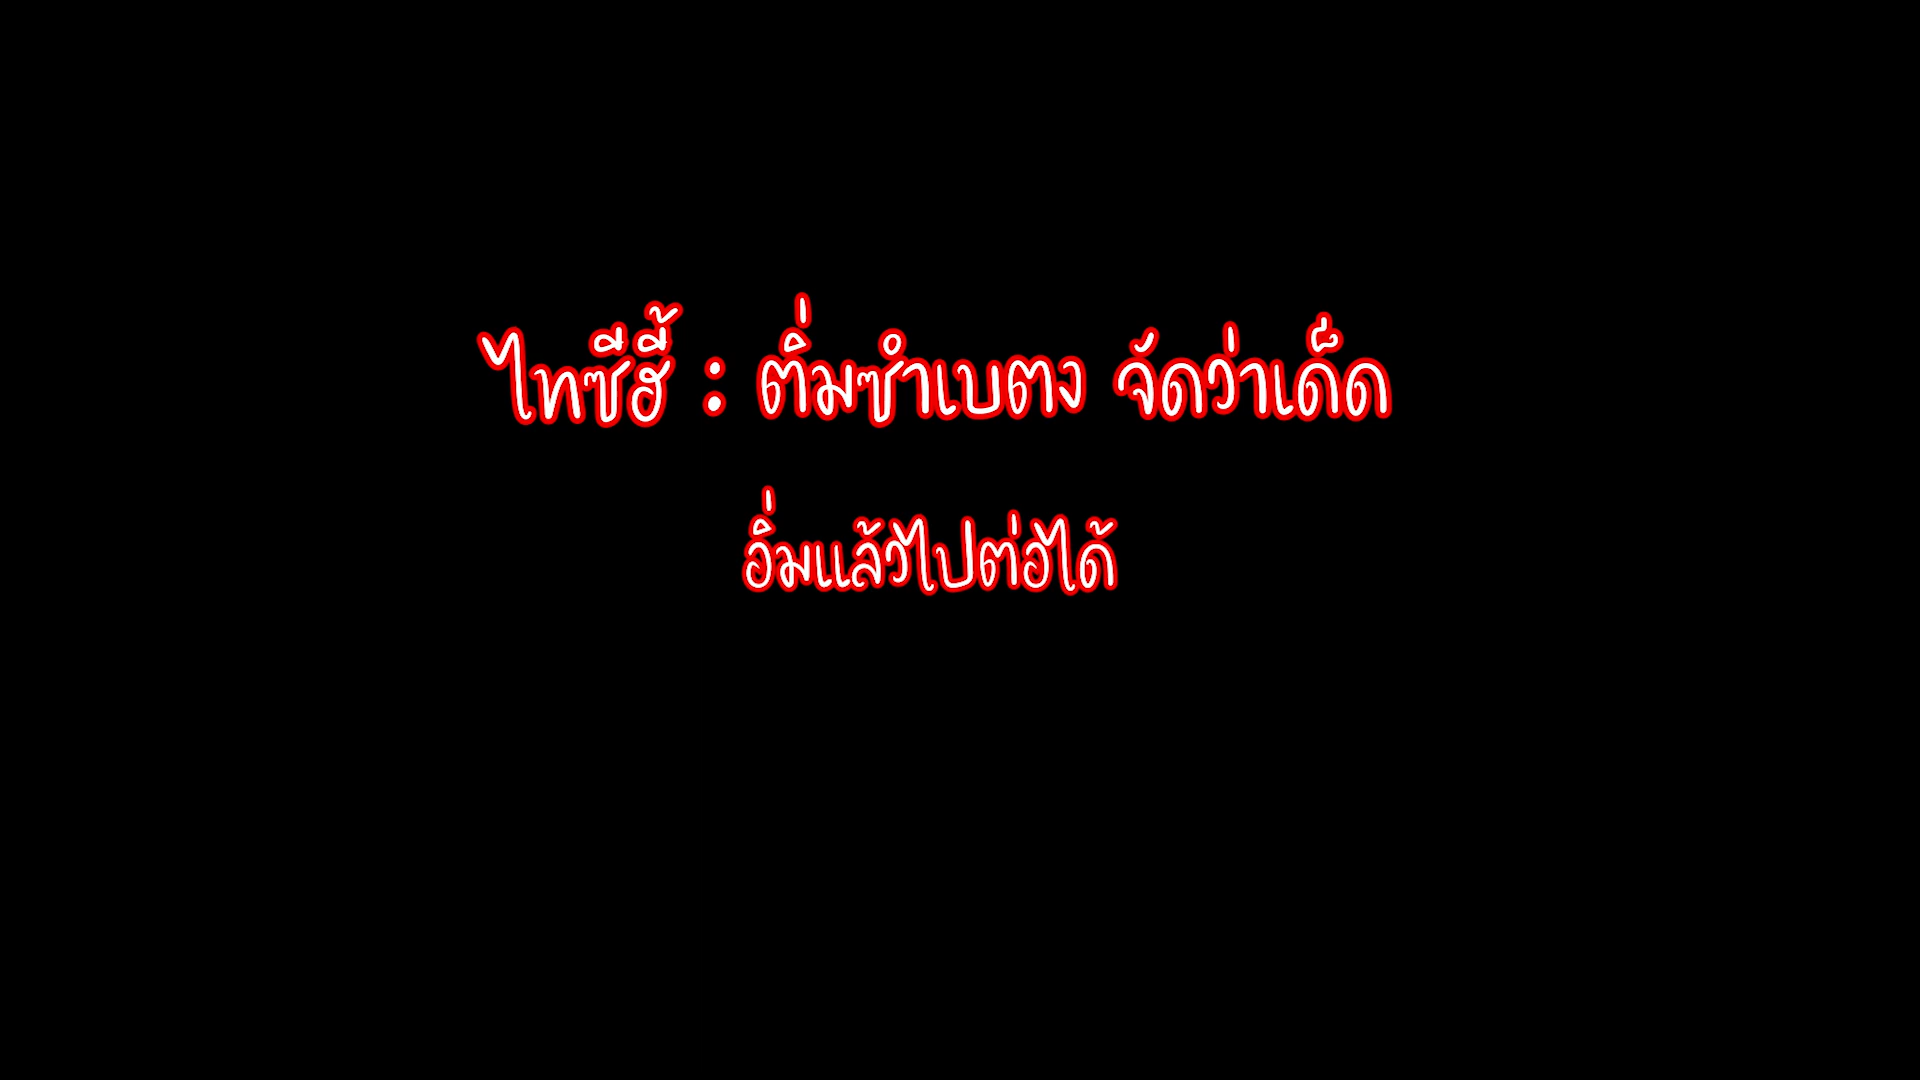 ไทซีฮี้ : ติ่มซำเบตง จัดว่าเด็ด
อิ่มแล้วไปต่อได้